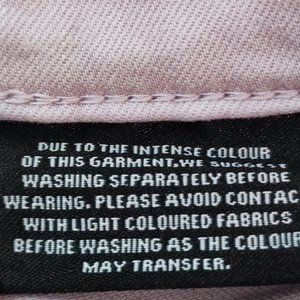 DUE TO THE INTENSE COLOUR
OF THIS GARMENT.WE SUGGEST
WASHING SEPARATELY BEFORE
WEARING. PLEASE AVOID CONTAC
WITH LIGHT COLOURED FABRICS
BEFORE WASHING AS THE COLOUR
MAY TRANSFER.